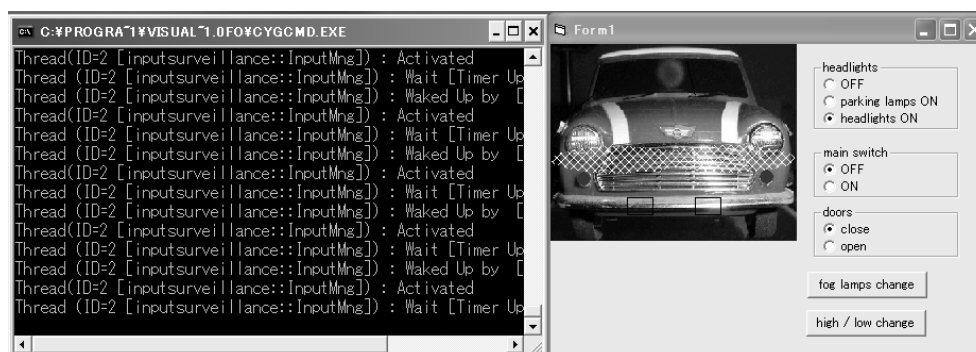 C:¥PROGRA~1¥VISUAL~1.0FO¥CYGCMD.EXE
Thread(ID=2 [inputsurveillance::InputMng]) : Activated
Thread (ID=2 [inputsurveillance::InputMng]) : Wait [Timer Up
Thread (ID=2 [inputsurveillance::InputMng]) : Waked Up by [
Thread(ID=2 [inputsurveillance::InputMng]) : Activated
Thread (ID=2 [inputsurveillance::InputMng]) : Wait [Timer Up
Thread (ID=2 [inputsurveillance::InputMng]) : Waked Up by [
Thread(ID=2 [inputsurveillance::InputMng]) : Activated
Thread (ID=2 [inputsurveillance::InputMng]) : Wait [Timer Up
Thread (ID=2 [inputsurveillance::InputMng]) : Waked Up by [
Thread(ID=2 [inputsurveillance::InputMng]) : Activated
Thread (ID=2 [inputsurveillance::InputMng]) : Wait [Timer Up
Thread (ID=2 [inputsurveillance::InputMng]) : Waked Up by [
Thread(ID=2 [inputsurveillance::InputMng]) : Activated
Thread (ID=2 [inputsurveillance::InputMng]) : Wait [Timer Up
Form1
headlights
OFF
parking lamps ON
headlights ON
main switch
OFF
ON
doors
close
open
fog lamps change
high / low change